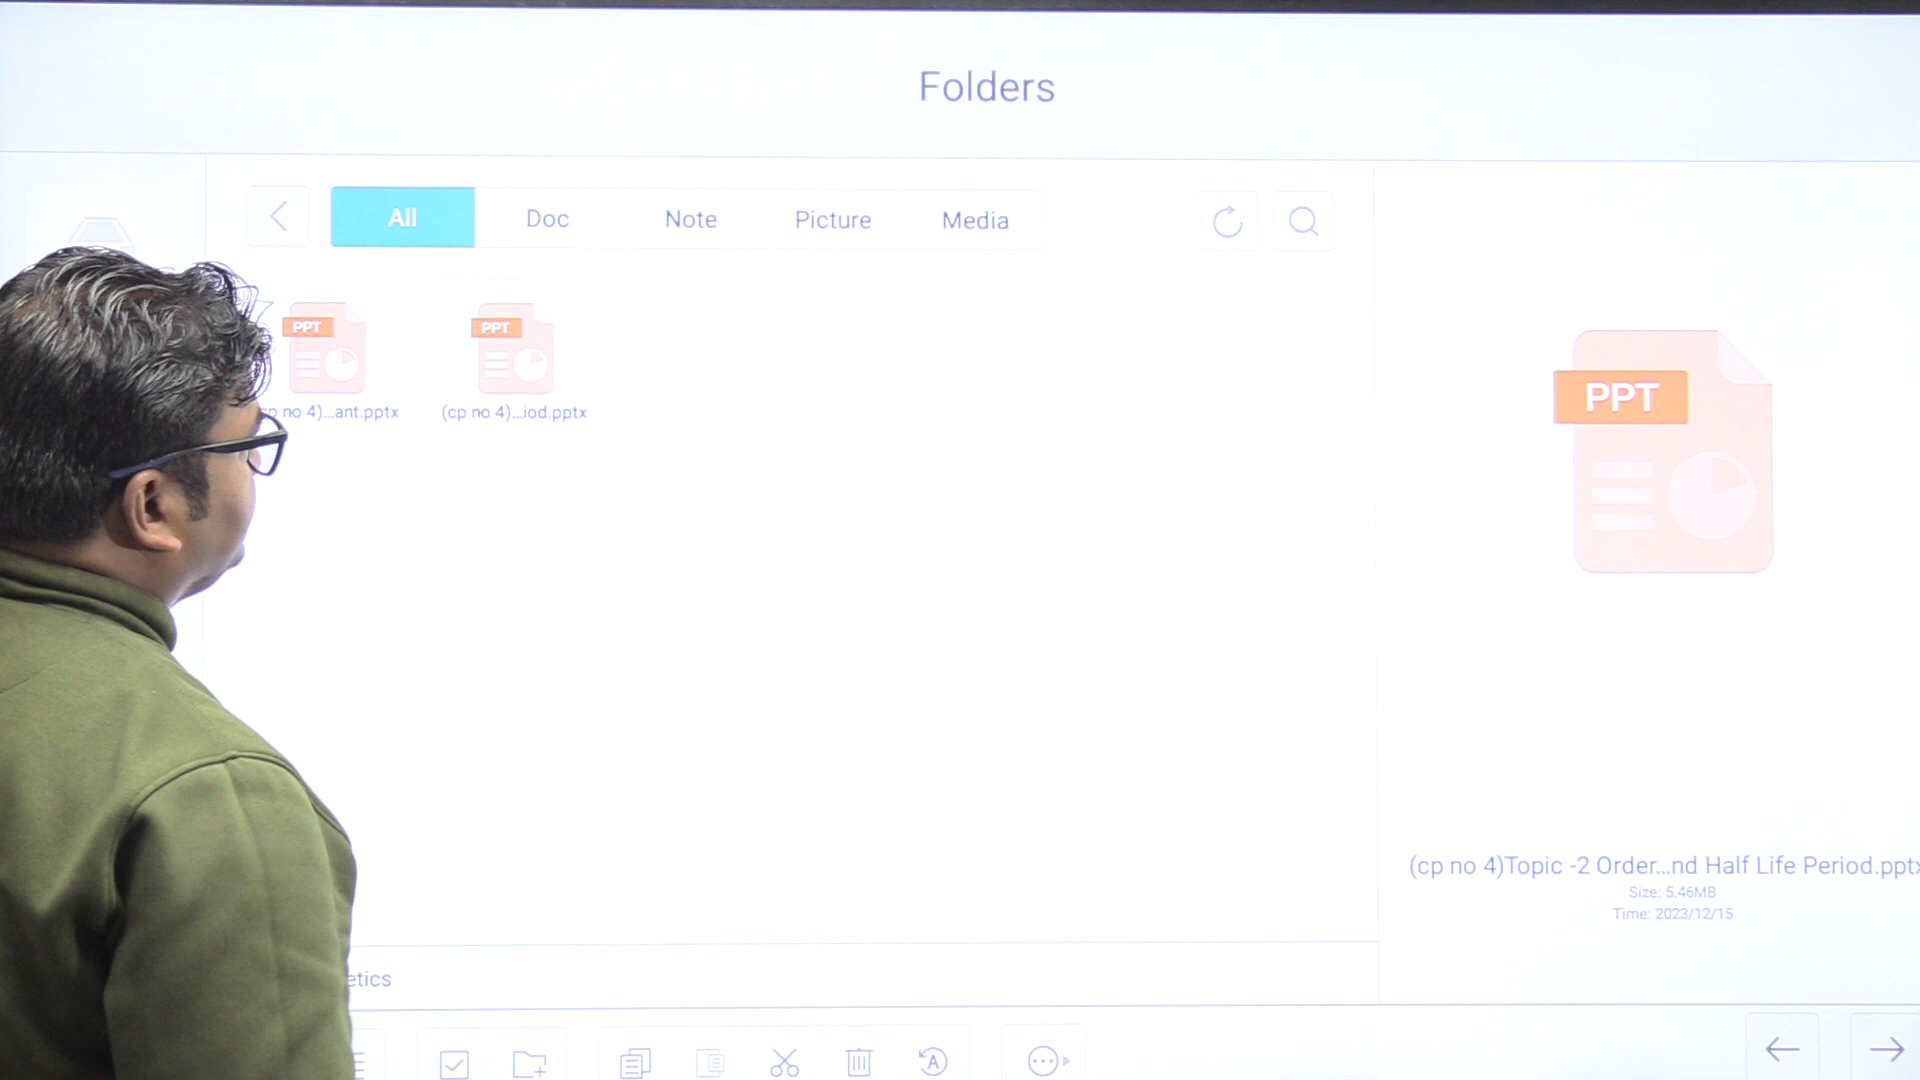 Folders
All
Doc
Note
Picture
Media
PPT
PPT
PPT
no 4)...ant.pptx
(cp no 4)...iod.pptx
(cp no 4)Topic -2 Order...nd Half Life Period.pptx
Size: 5.46MB
Time: 2023/12/15
etics
A